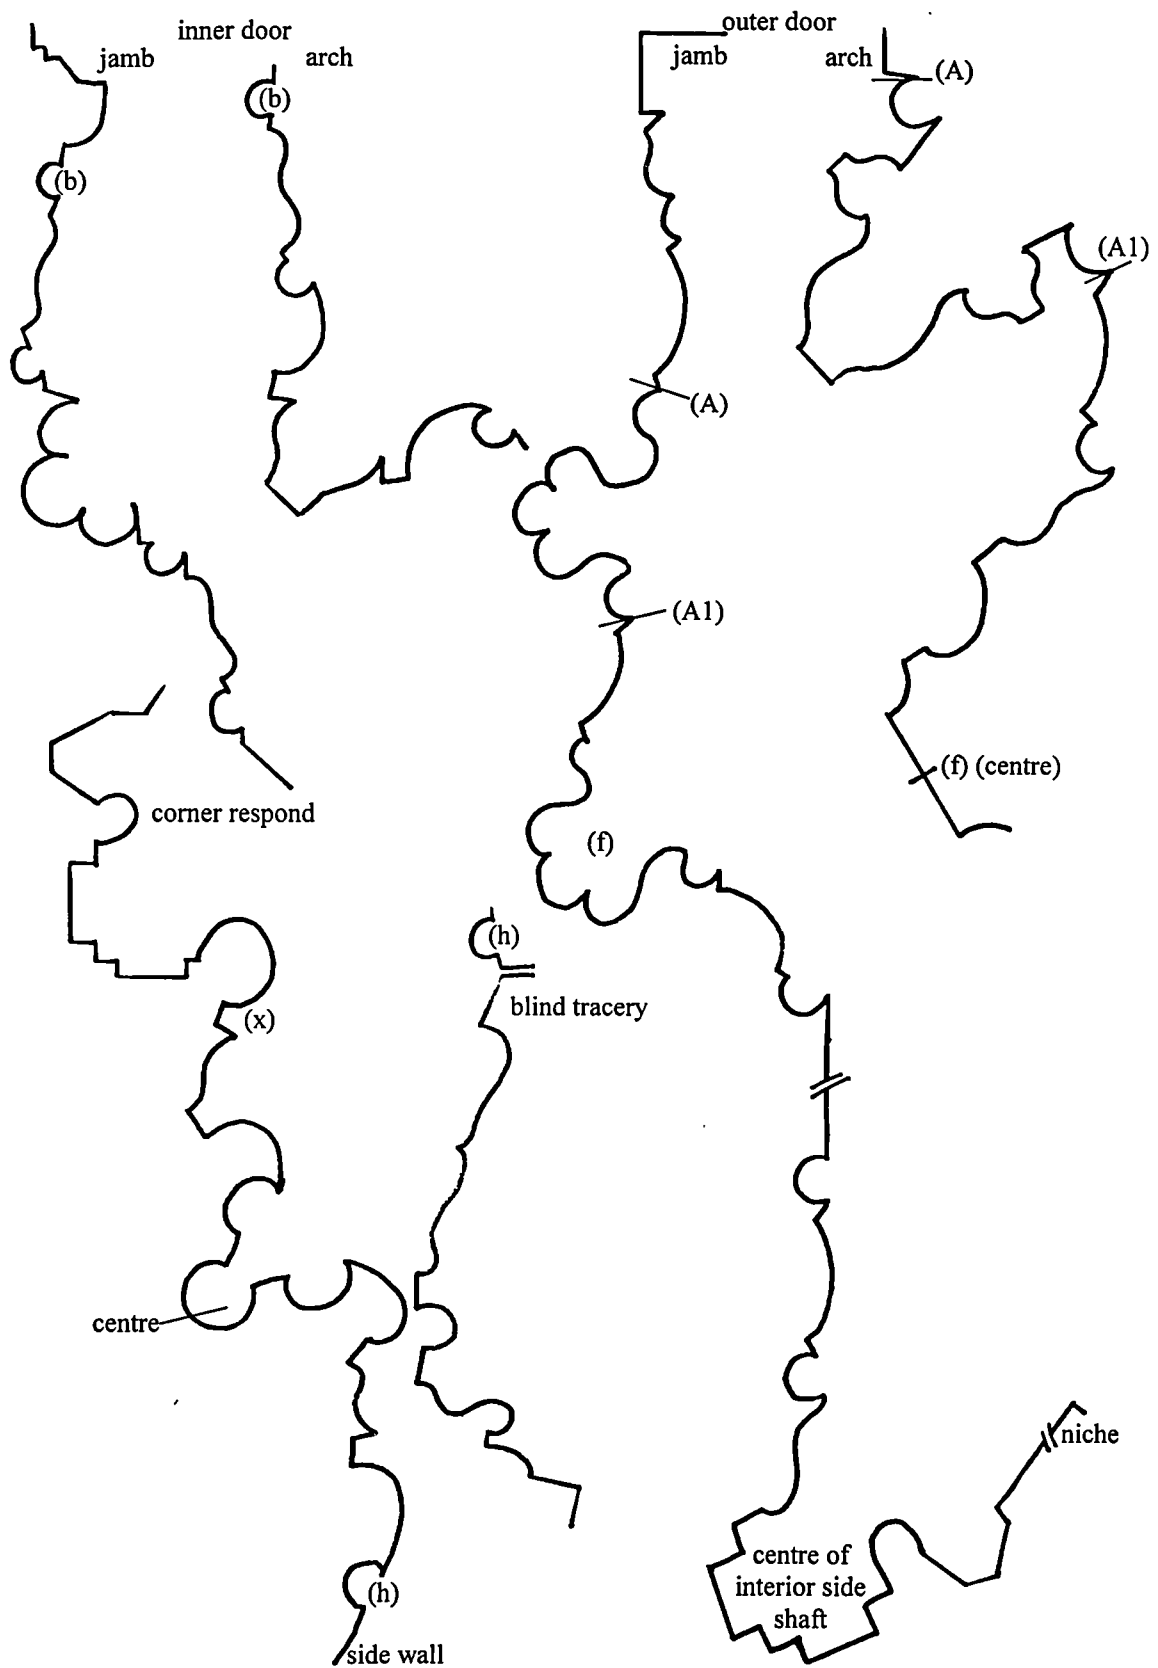 inner door
jamb
arch
outer door
jamb
arch
(A)
(b)
(b)
(A1)
(A)
(A1)
(f) (centre)
corner respond
(f)
(h)
blind tracery
(x)
centre
niche
centre of
interior side
shaft
(h)
side wall